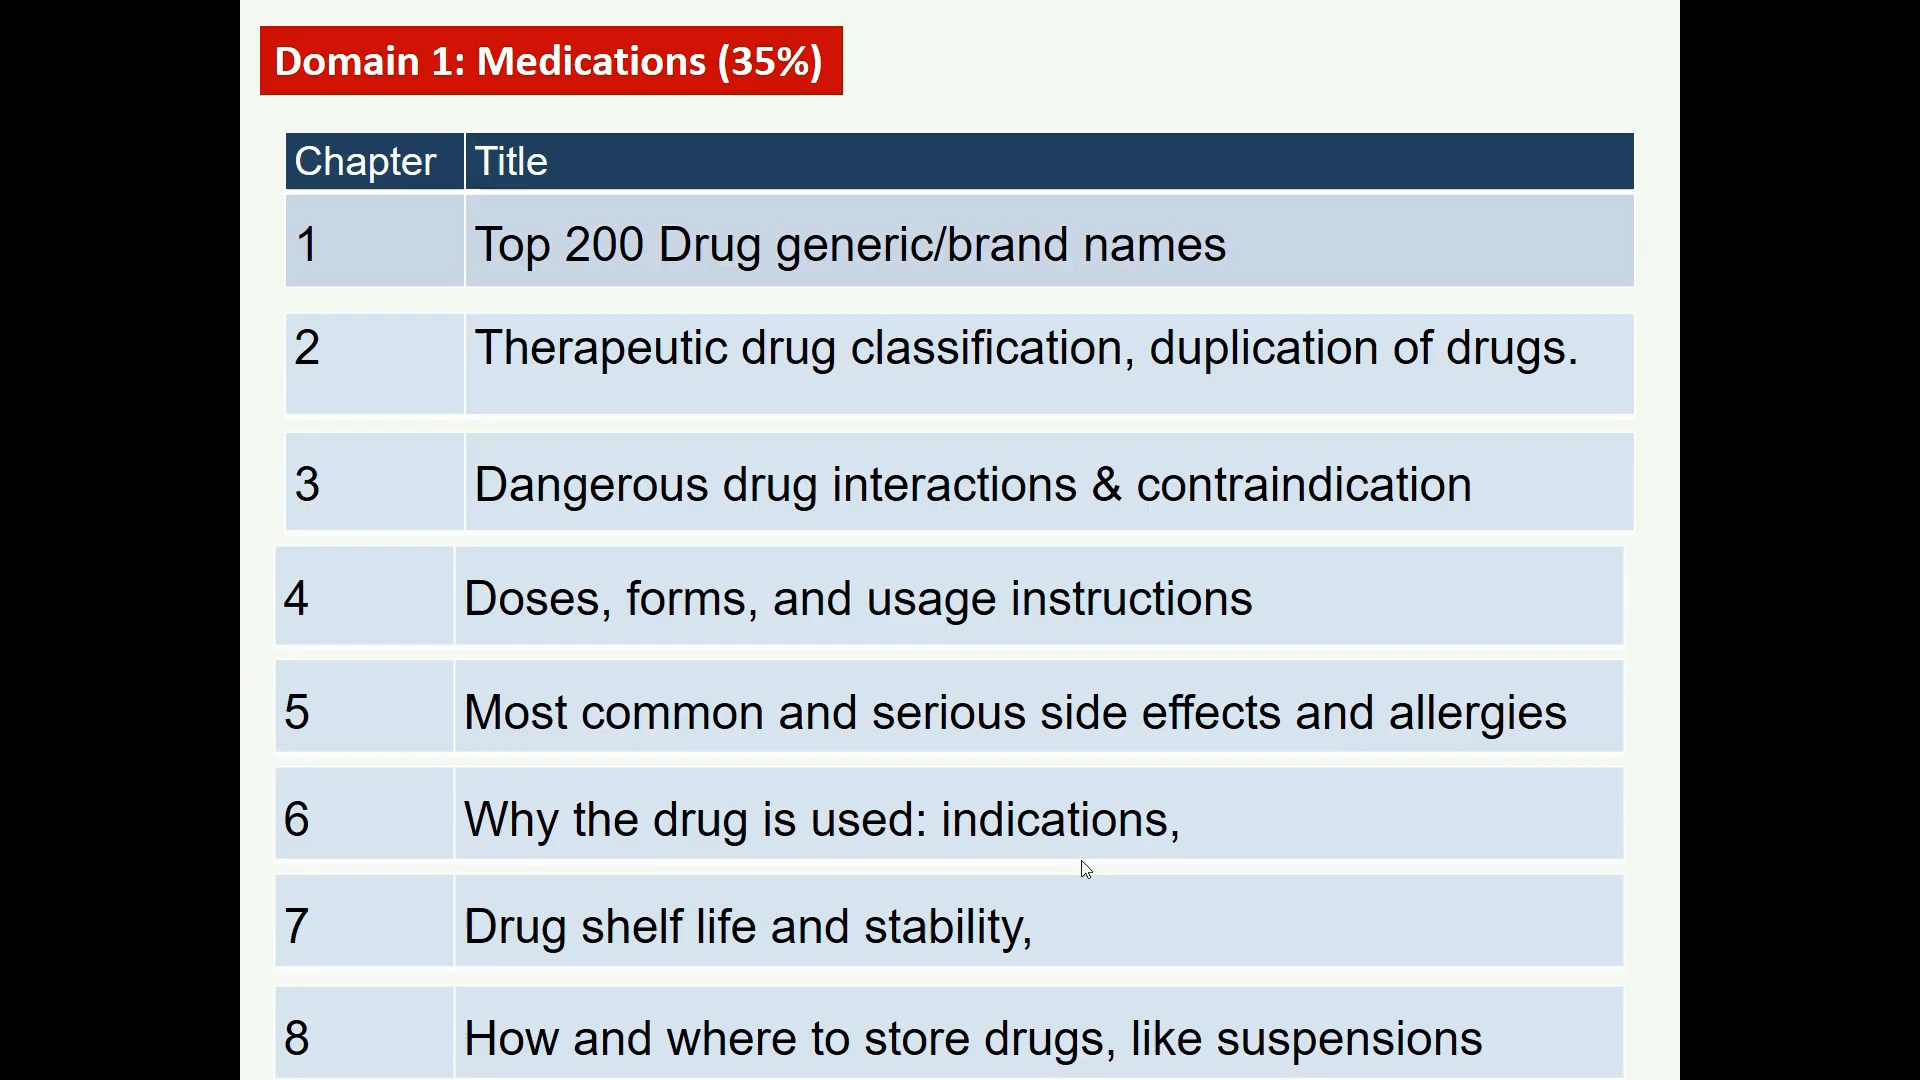 Domain 1: Medications (35%)
Chapter Title
1 Top 200 Drug generic/brand names
2 Therapeutic drug classification, duplication of drugs.
3 Dangerous drug interactions & contraindication
4 Doses, forms, and usage instructions
5 Most common and serious side effects and allergies
6 Why the drug is used: indications,
7 Drug shelf life and stability,
8 How and where to store drugs, like suspensions